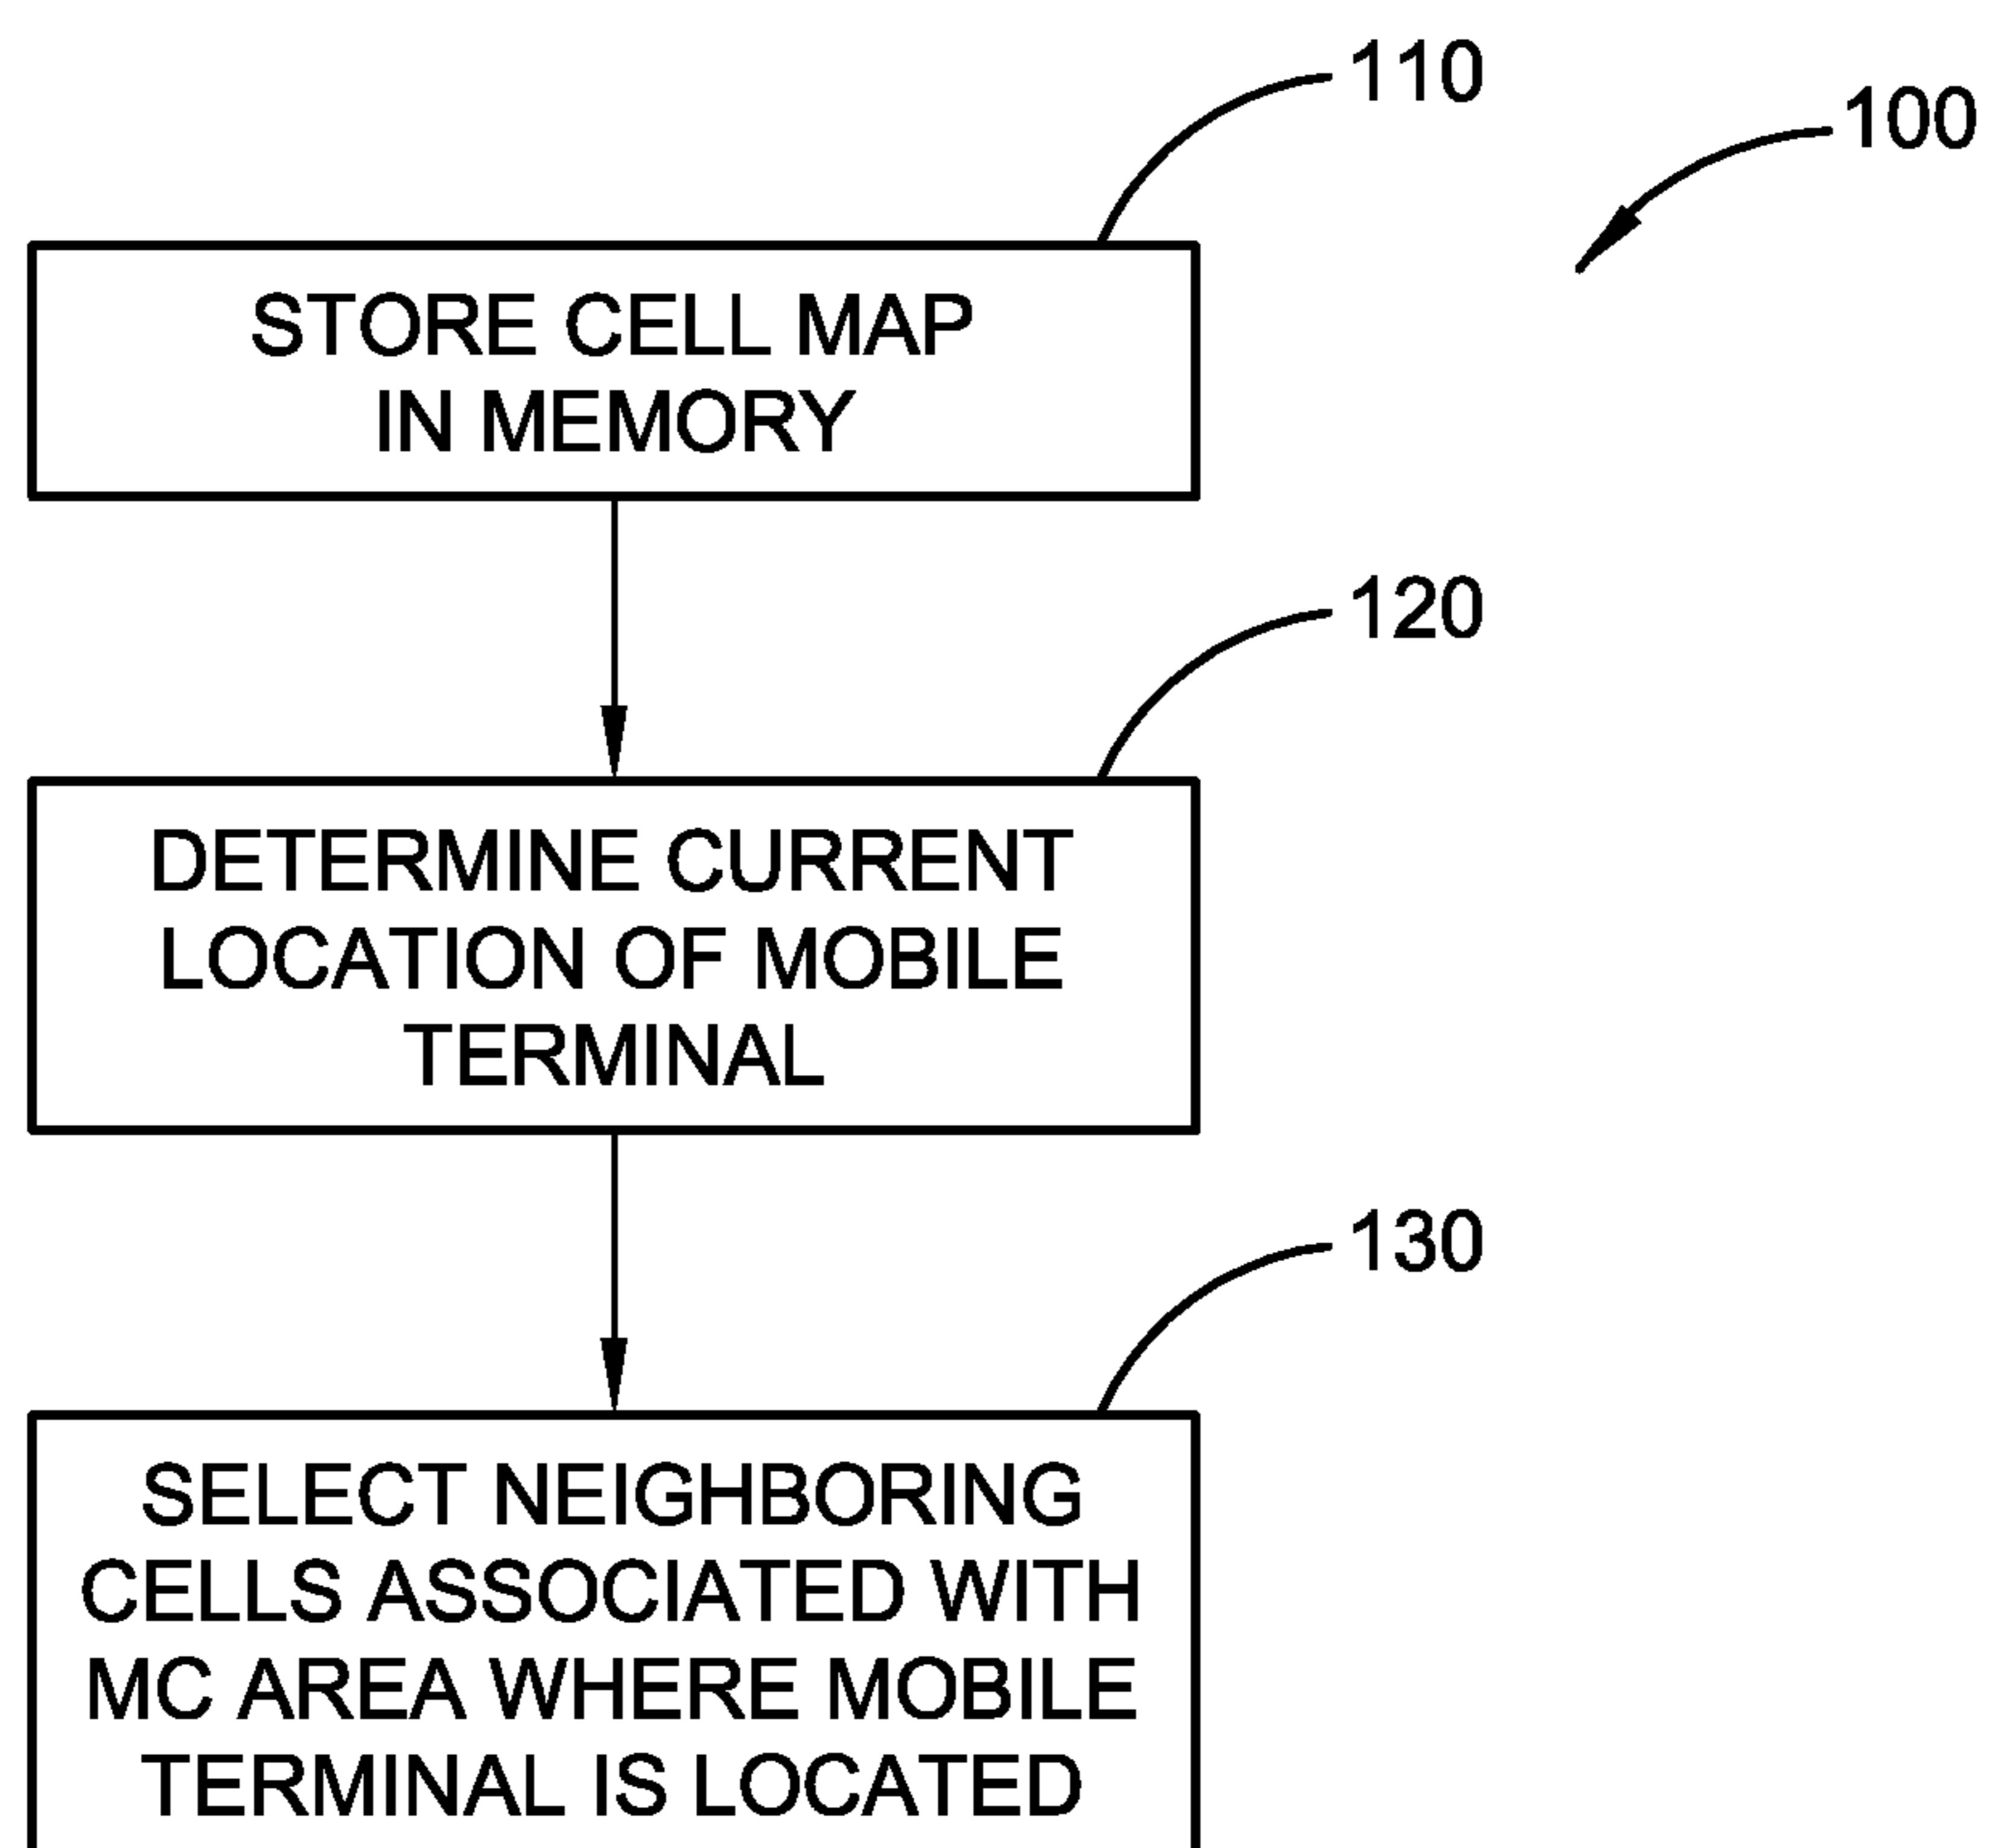 110
100
STORE CELL MAP
IN MEMORY
120
DETERMINE CURRENT
LOCATION OF MOBILE
TERMINAL
130
SELECT NEIGHBORING
CELLS ASSOCIATED WITH
MC AREA WHERE MOBILE
TERMINAL IS LOCATED